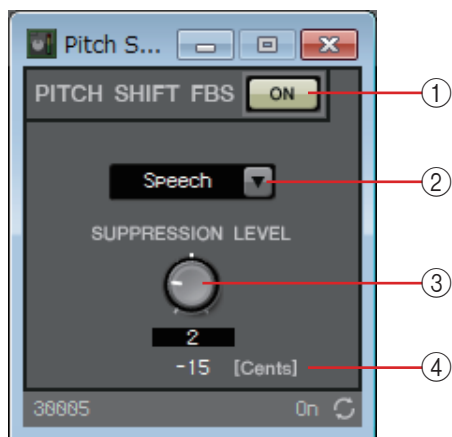 Pitch S...
PITCH SHIFT FBS ON ①
Speech ②
SUPPRESSION LEVEL
③
2
-15 [Cents] ④
30005 On